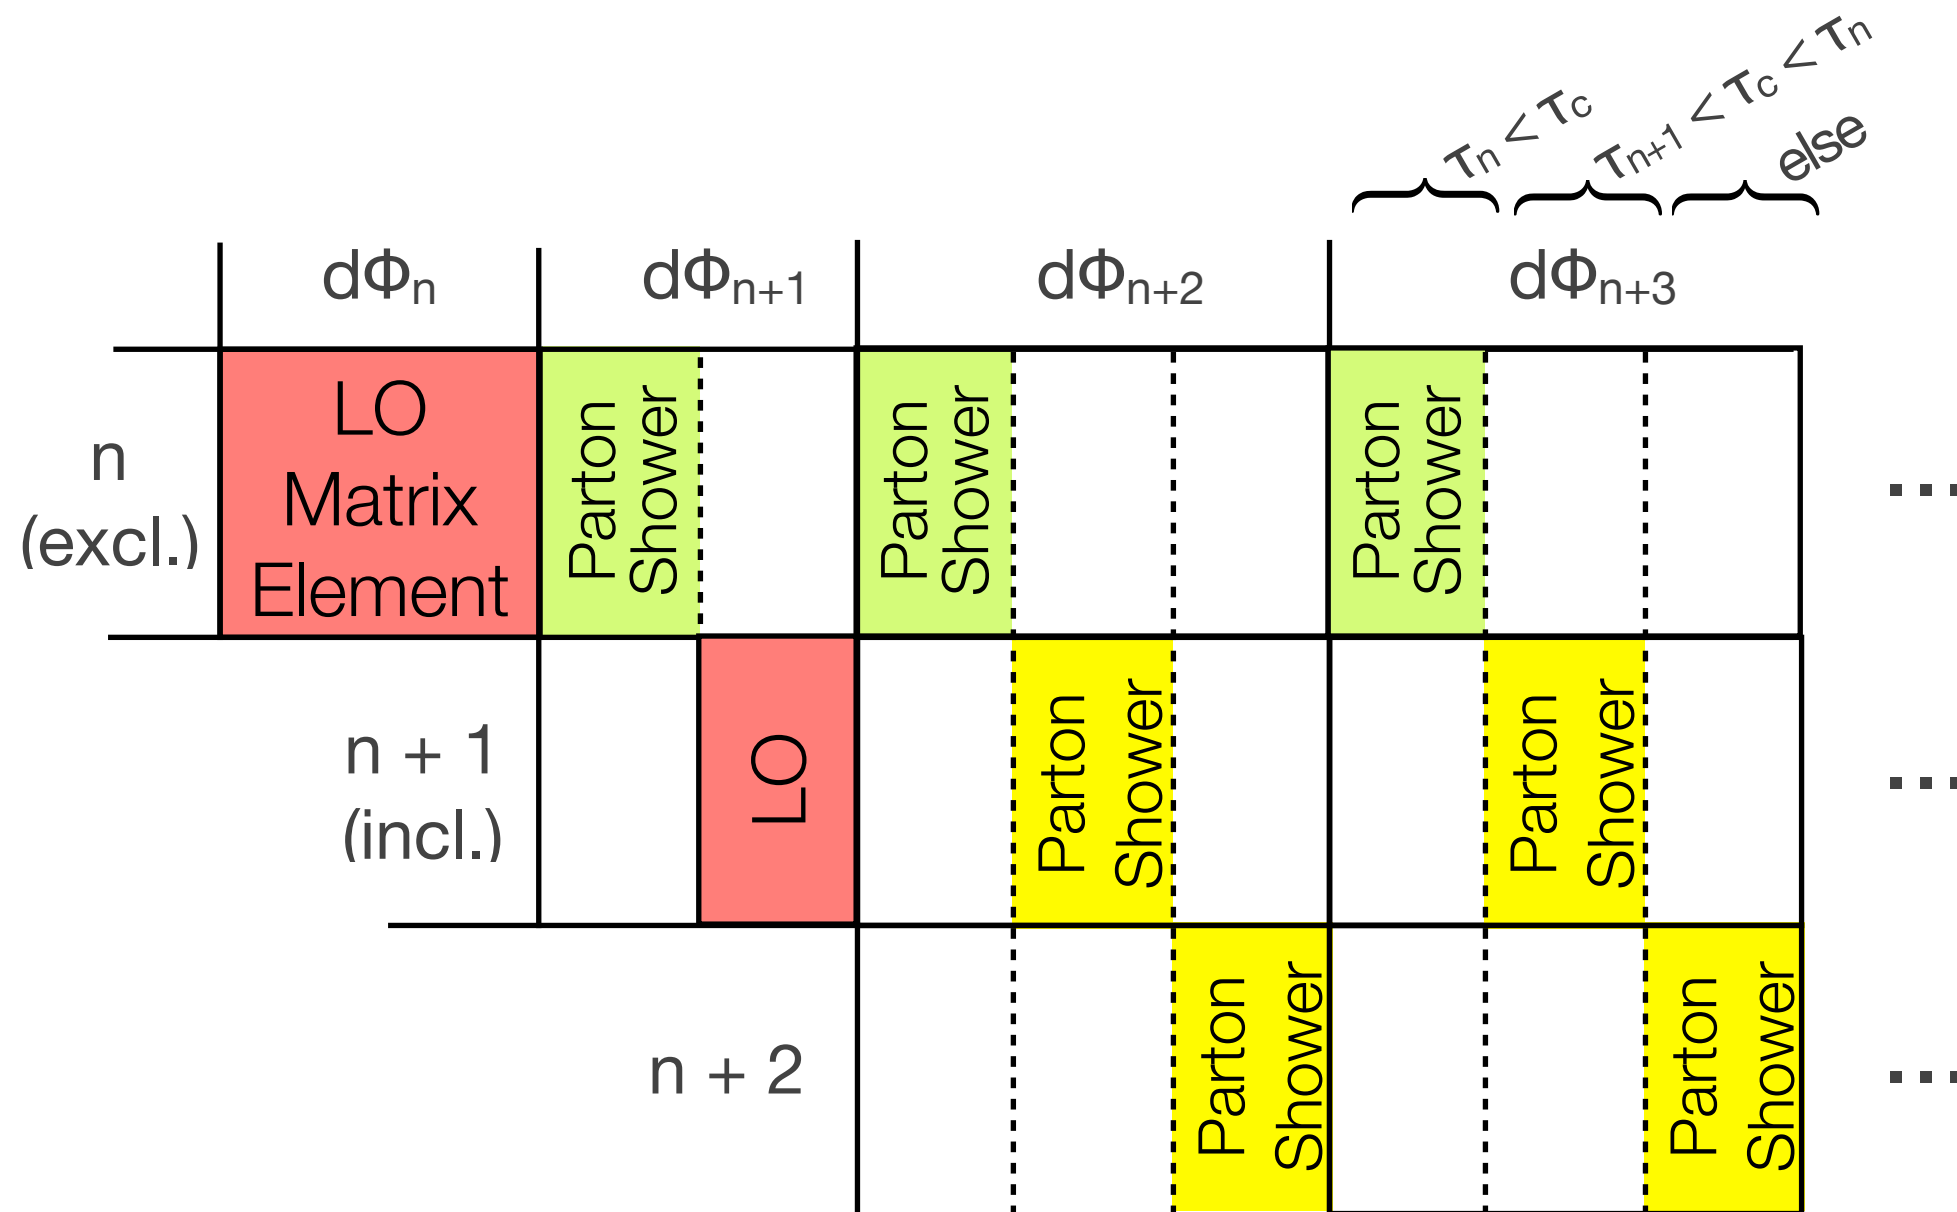 τn < τc
τn+1 < τc < τn
else
dΦn
dΦn+1
dΦn+2
dΦn+3
n
(excl.)
LO
Matrix
Element
Parton
Shower
Parton
Shower
Parton
Shower
...
n + 1
(incl.)
LO
Parton
Shower
Parton
Shower
...
n + 2
Parton
Shower
Parton
Shower
...